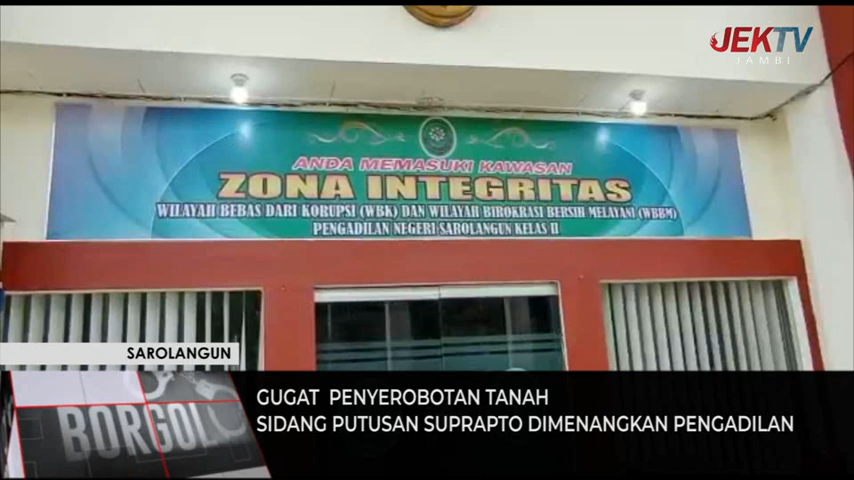 JEKTV
JAMBI
ANDA MEMASUKI KAWASAN
ZONA INTEGRITAS
WILAYAH BEBAS DARI KORUPSI (WBK) DAN WILAYAH BIROKRASI BERSIH MELAYANI (WBBM)
PENGADILAN NEGERI SAROLANGUN KELAS II
SAROLANGUN
BORGOL
GUGAT PENYEROBOTAN TANAH
SIDANG PUTUSAN SUPRAPTO DIMENANGKAN PENGADILAN